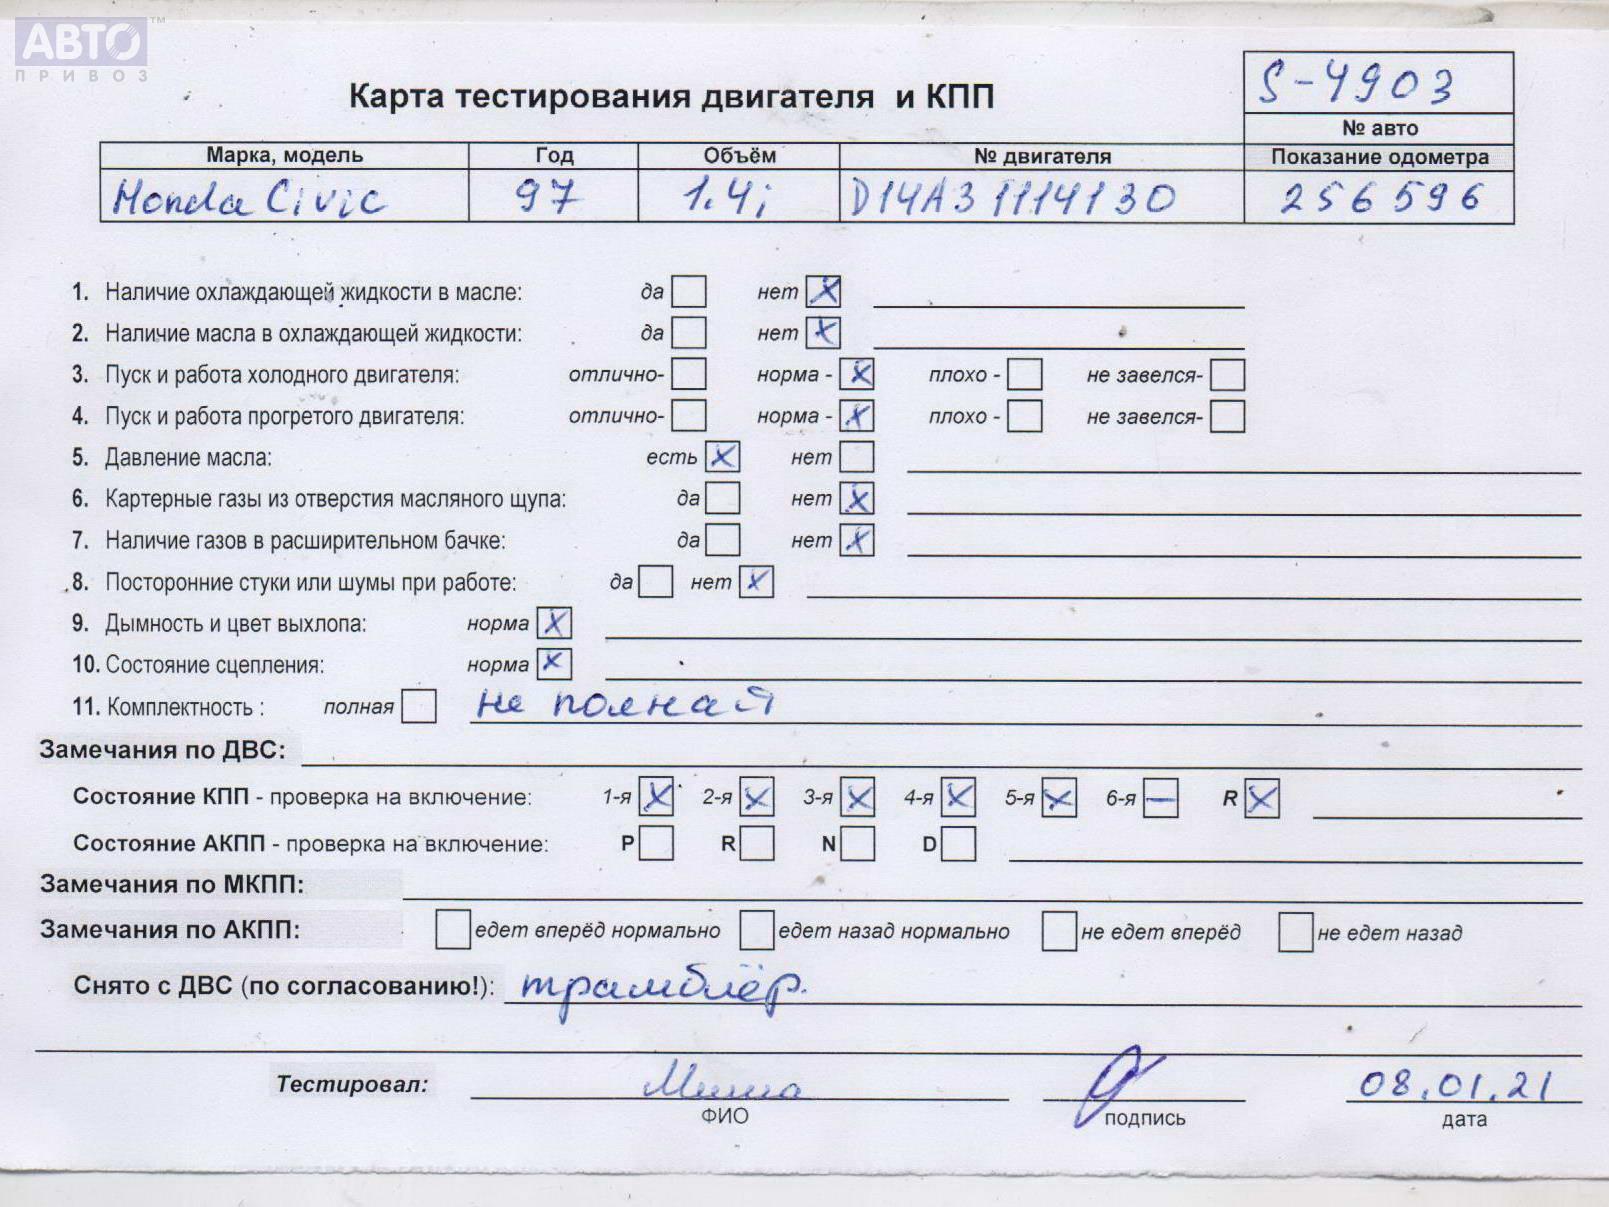 АВТО™
ПРИВОЗ
S-4903
Карта тестирования двигателя и КПП
№ авто
Марка, модель Год Объём № двигателя Показание одометра
Honda Civic 97 1.4i D14A3 1114130 256596
1. Наличие охлаждающей жидкости в масле: да нет X
2. Наличие масла в охлаждающей жидкости: да нет X
3. Пуск и работа холодного двигателя: отлично- норма - X плохо - не завелся-
4. Пуск и работа прогретого двигателя: отлично- норма - X плохо - не завелся-
5. Давление масла: есть X нет
6. Картерные газы из отверстия масляного щупа: да нет X
7. Наличие газов в расширительном бачке: да нет X
8. Посторонние стуки или шумы при работе: да нет X
9. Дымность и цвет выхлопа: норма X
10. Состояние сцепления: норма X
11. Комплектность : полная не полная
Замечания по ДВС:
Состояние КПП - проверка на включение: 1-я X 2-я X 3-я X 4-я X 5-я X 6-я — R X
Состояние АКПП - проверка на включение: P R N D
Замечания по МКПП:
Замечания по АКПП: едет вперёд нормально едет назад нормально не едет вперёд не едет назад
Снято с ДВС (по согласованию!): трамблёр.
Тестировал: Миша 08.01.21
ФИО подпись дата